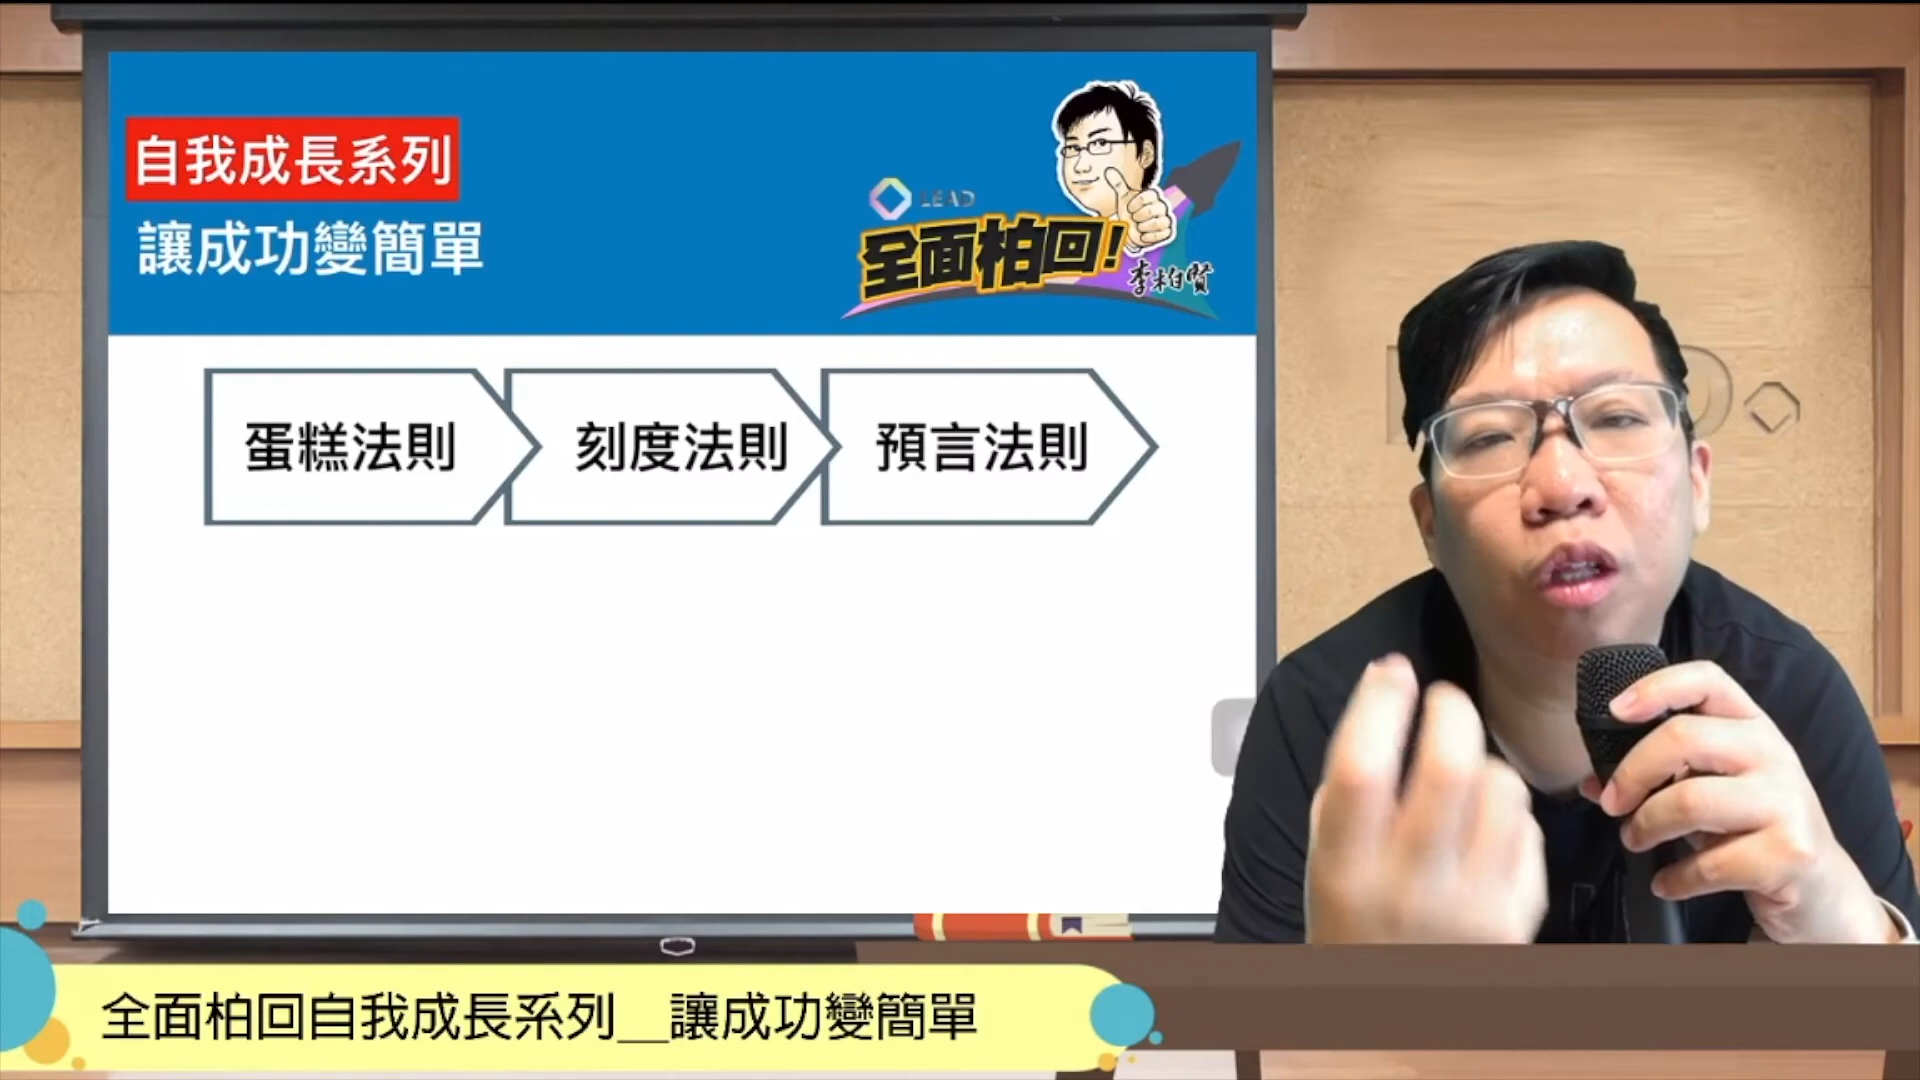 自我成長系列
讓成功變簡單
LEAD
全面柏回!
李柏賢
蛋糕法則
刻度法則
預言法則
全面柏回自我成長系列__讓成功變簡單